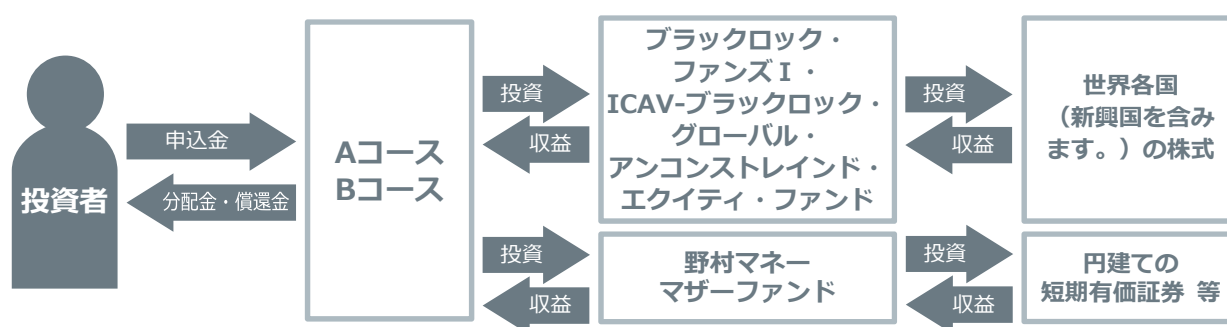 投資者
申込金
分配金・償還金
Aコース
Bコース
投資
収益
ブラックロック・
ファンズⅠ・
ICAV-ブラックロック・
グローバル・
アンコンストレインド・
エクイティ・ファンド
投資
収益
世界各国
（新興国を含み
ます。）の株式
投資
収益
野村マネー
マザーファンド
投資
収益
円建ての
短期有価証券 等